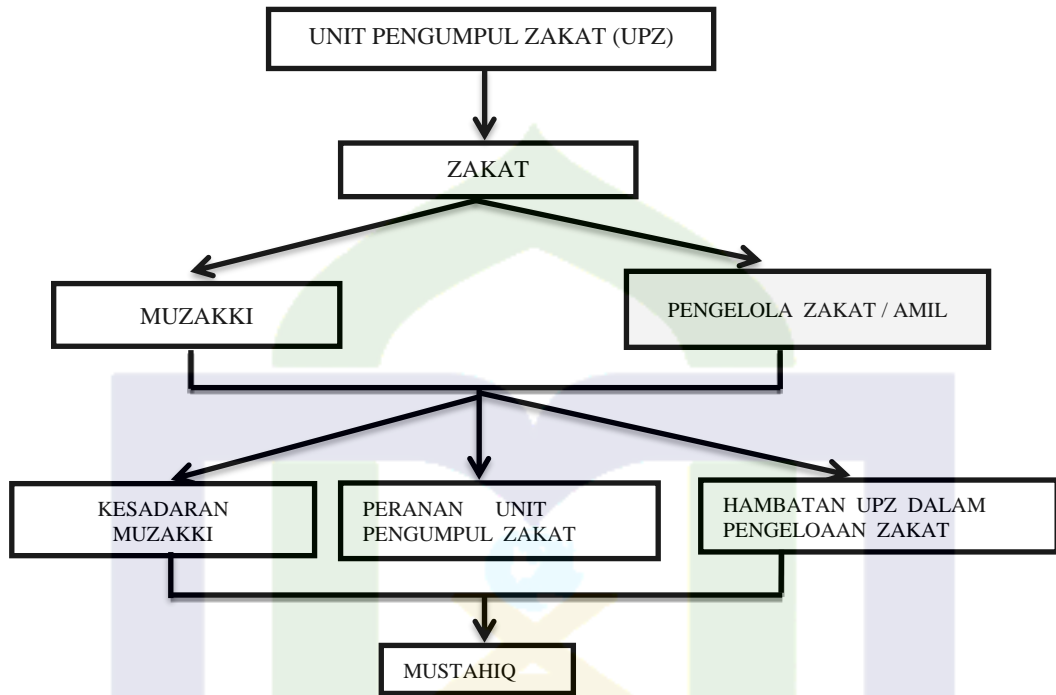 UNIT PENGUMPUL ZAKAT (UPZ)
ZAKAT
MUZAKKI
PENGELOLA ZAKAT / AMIL
KESADARAN
MUZAKKI
PERANAN UNIT
PENGUMPUL ZAKAT
HAMBATAN UPZ DALAM
PENGELOAAN ZAKAT
MUSTAHIQ